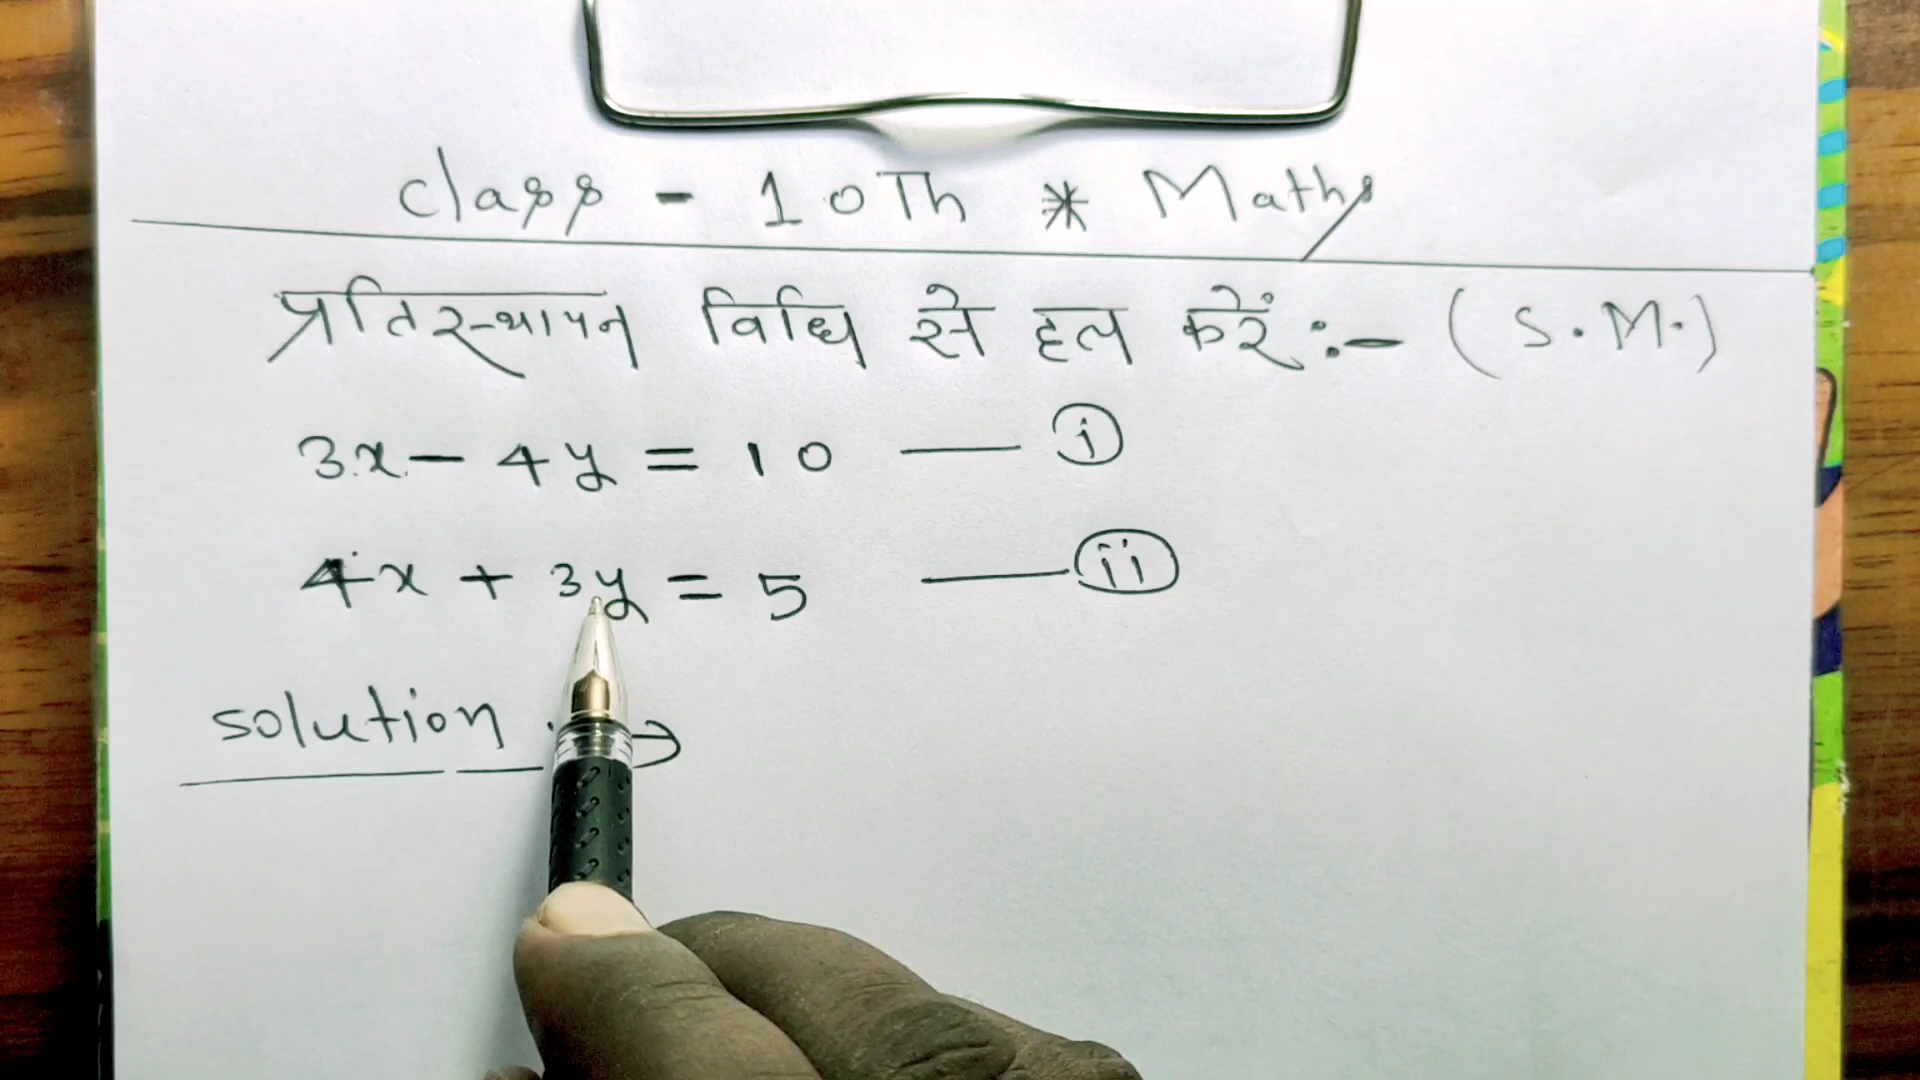 class - 10Th * Maths
प्रतिस्थापन विधि से हल करें :- (S.M.)
3x - 4y = 10 — (i)
4x + 3y = 5 — (ii)
solution :→